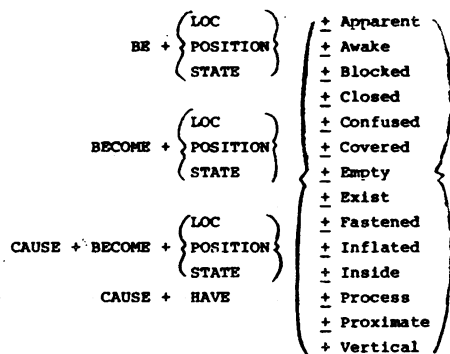 LOC ± Apparent
BE + POSITION ± Awake
STATE ± Blocked
± Closed
LOC ± Confused
BECOME + POSITION ± Covered
STATE ± Empty
± Exist
LOC ± Fastened
CAUSE + BECOME + POSITION ± Inflated
STATE ± Inside
CAUSE + HAVE ± Process
± Proximate
± Vertical